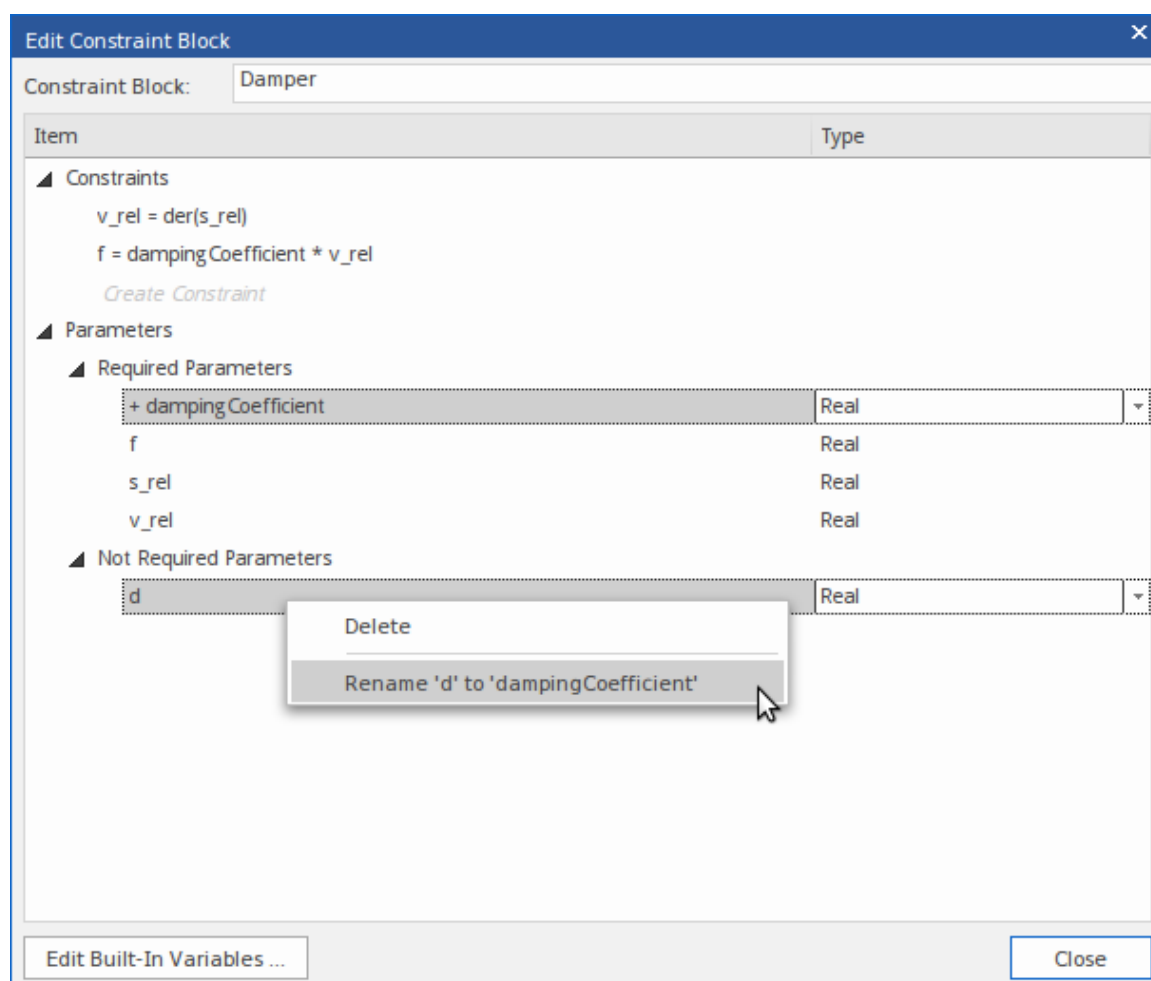 Edit Constraint Block
Constraint Block: Damper
Item Type
Constraints
v_rel = der(s_rel)
f = dampingCoefficient * v_rel
Create Constraint
Parameters
Required Parameters
+ dampingCoefficient Real
f Real
s_rel Real
v_rel Real
Not Required Parameters
d Real
Delete
Rename 'd' to 'dampingCoefficient'
Edit Built-In Variables ... Close